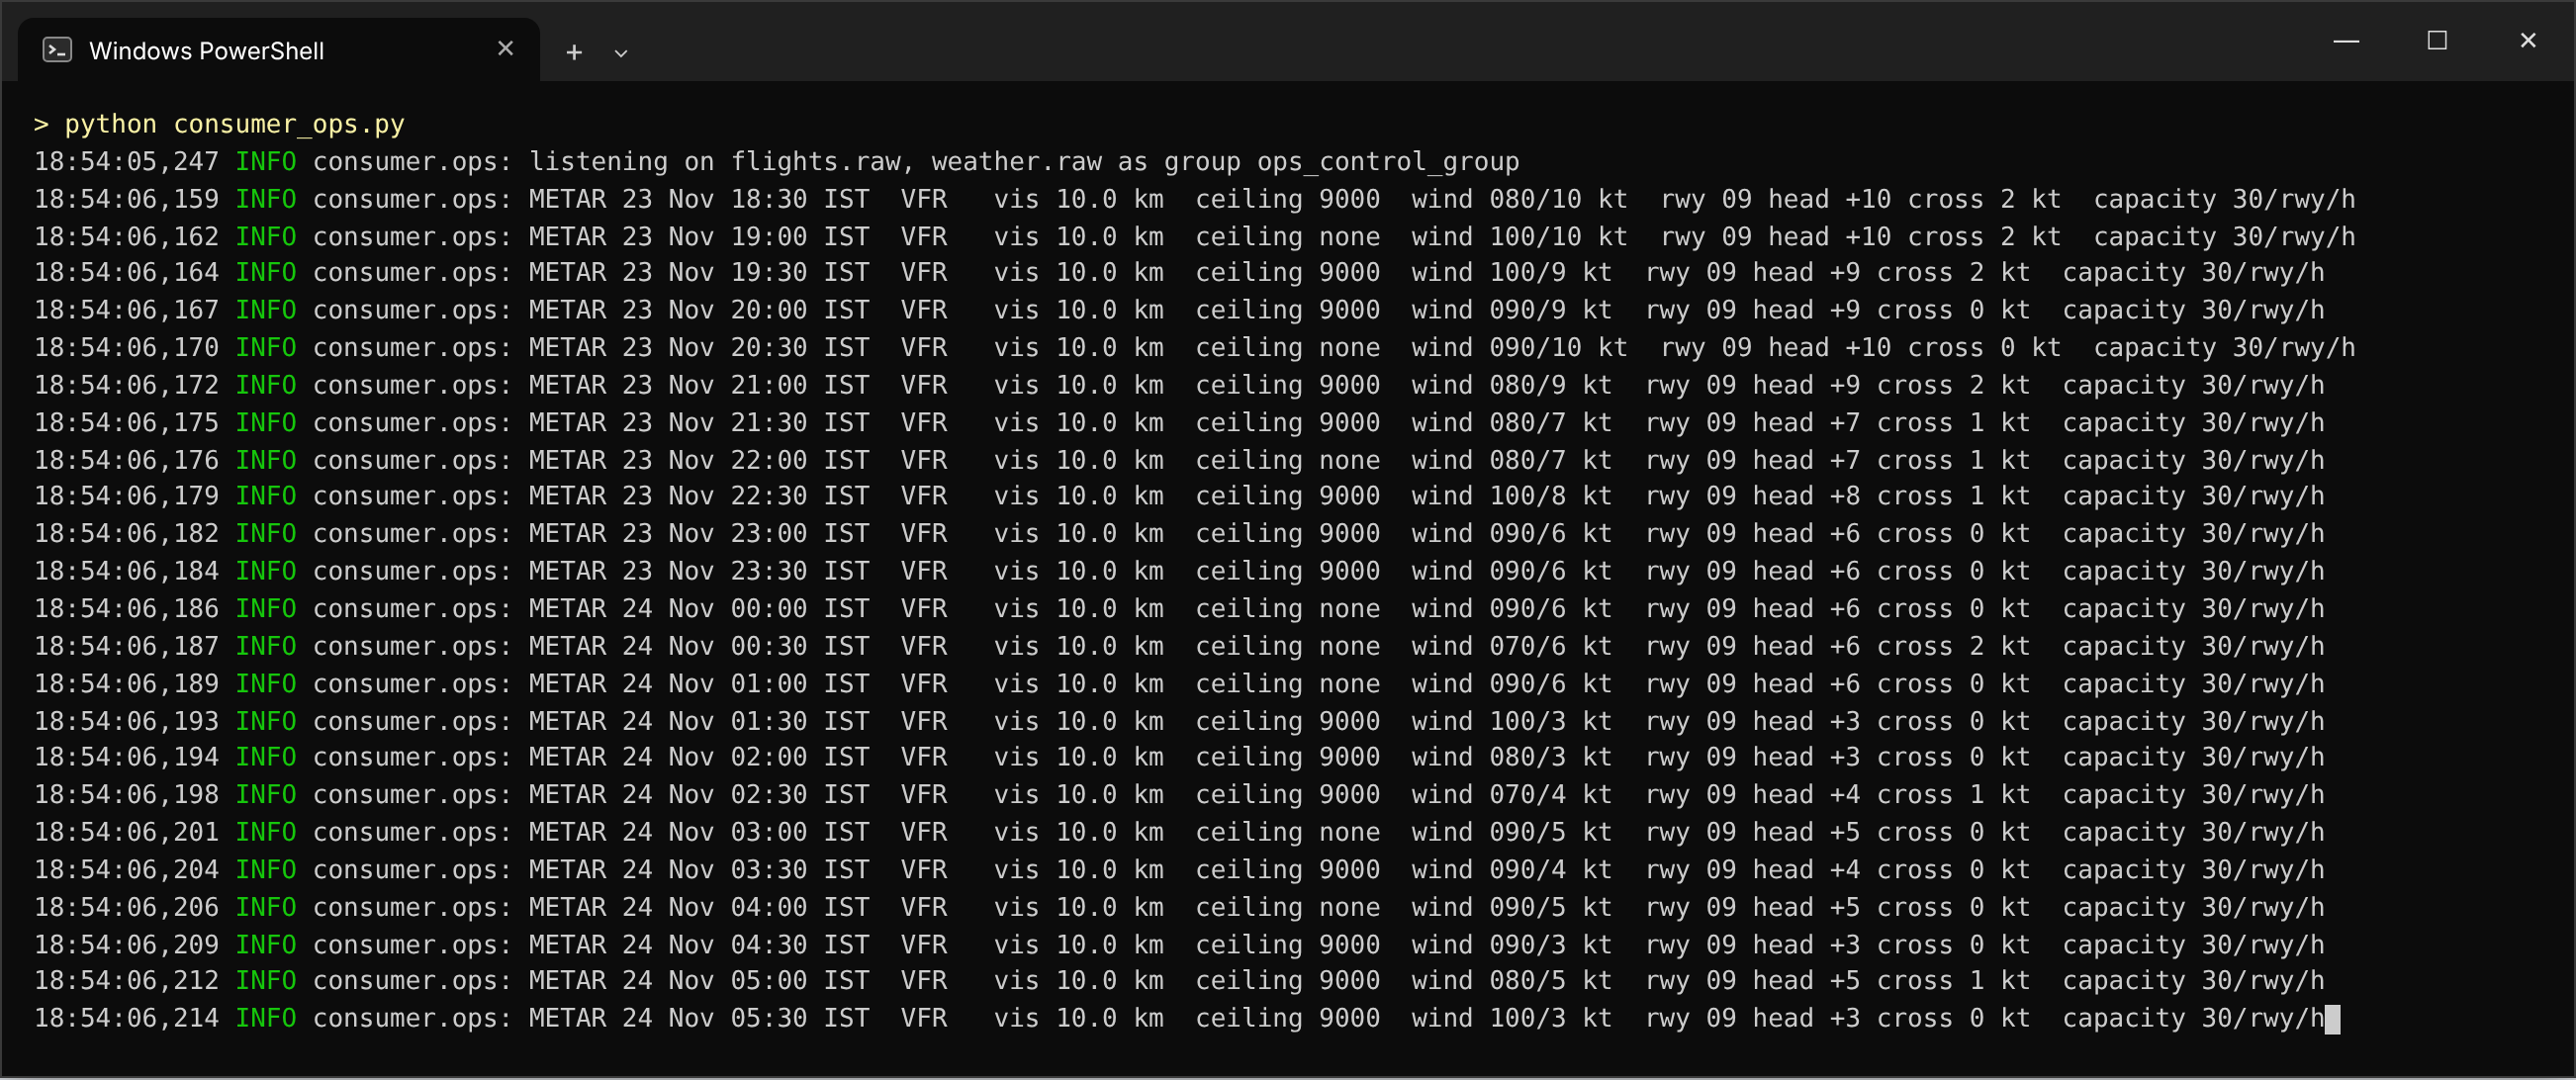 Windows PowerShell
> python consumer_ops.py
18:54:05,247 INFO consumer.ops: listening on flights.raw, weather.raw as group ops_control_group
18:54:06,159 INFO consumer.ops: METAR 23 Nov 18:30 IST  VFR   vis 10.0 km  ceiling 9000  wind 080/10 kt  rwy 09 head +10 cross 2 kt  capacity 30/rwy/h
18:54:06,162 INFO consumer.ops: METAR 23 Nov 19:00 IST  VFR   vis 10.0 km  ceiling none  wind 100/10 kt  rwy 09 head +10 cross 2 kt  capacity 30/rwy/h
18:54:06,164 INFO consumer.ops: METAR 23 Nov 19:30 IST  VFR   vis 10.0 km  ceiling 9000  wind 100/9 kt  rwy 09 head +9 cross 2 kt  capacity 30/rwy/h
18:54:06,167 INFO consumer.ops: METAR 23 Nov 20:00 IST  VFR   vis 10.0 km  ceiling 9000  wind 090/9 kt  rwy 09 head +9 cross 0 kt  capacity 30/rwy/h
18:54:06,170 INFO consumer.ops: METAR 23 Nov 20:30 IST  VFR   vis 10.0 km  ceiling none  wind 090/10 kt  rwy 09 head +10 cross 0 kt  capacity 30/rwy/h
18:54:06,172 INFO consumer.ops: METAR 23 Nov 21:00 IST  VFR   vis 10.0 km  ceiling 9000  wind 080/9 kt  rwy 09 head +9 cross 2 kt  capacity 30/rwy/h
18:54:06,175 INFO consumer.ops: METAR 23 Nov 21:30 IST  VFR   vis 10.0 km  ceiling 9000  wind 080/7 kt  rwy 09 head +7 cross 1 kt  capacity 30/rwy/h
18:54:06,176 INFO consumer.ops: METAR 23 Nov 22:00 IST  VFR   vis 10.0 km  ceiling none  wind 080/7 kt  rwy 09 head +7 cross 1 kt  capacity 30/rwy/h
18:54:06,179 INFO consumer.ops: METAR 23 Nov 22:30 IST  VFR   vis 10.0 km  ceiling 9000  wind 100/8 kt  rwy 09 head +8 cross 1 kt  capacity 30/rwy/h
18:54:06,182 INFO consumer.ops: METAR 23 Nov 23:00 IST  VFR   vis 10.0 km  ceiling 9000  wind 090/6 kt  rwy 09 head +6 cross 0 kt  capacity 30/rwy/h
18:54:06,184 INFO consumer.ops: METAR 23 Nov 23:30 IST  VFR   vis 10.0 km  ceiling 9000  wind 090/6 kt  rwy 09 head +6 cross 0 kt  capacity 30/rwy/h
18:54:06,186 INFO consumer.ops: METAR 24 Nov 00:00 IST  VFR   vis 10.0 km  ceiling none  wind 090/6 kt  rwy 09 head +6 cross 0 kt  capacity 30/rwy/h
18:54:06,187 INFO consumer.ops: METAR 24 Nov 00:30 IST  VFR   vis 10.0 km  ceiling none  wind 070/6 kt  rwy 09 head +6 cross 2 kt  capacity 30/rwy/h
18:54:06,189 INFO consumer.ops: METAR 24 Nov 01:00 IST  VFR   vis 10.0 km  ceiling none  wind 090/6 kt  rwy 09 head +6 cross 0 kt  capacity 30/rwy/h
18:54:06,193 INFO consumer.ops: METAR 24 Nov 01:30 IST  VFR   vis 10.0 km  ceiling 9000  wind 100/3 kt  rwy 09 head +3 cross 0 kt  capacity 30/rwy/h
18:54:06,194 INFO consumer.ops: METAR 24 Nov 02:00 IST  VFR   vis 10.0 km  ceiling 9000  wind 080/3 kt  rwy 09 head +3 cross 0 kt  capacity 30/rwy/h
18:54:06,198 INFO consumer.ops: METAR 24 Nov 02:30 IST  VFR   vis 10.0 km  ceiling 9000  wind 070/4 kt  rwy 09 head +4 cross 1 kt  capacity 30/rwy/h
18:54:06,201 INFO consumer.ops: METAR 24 Nov 03:00 IST  VFR   vis 10.0 km  ceiling none  wind 090/5 kt  rwy 09 head +5 cross 0 kt  capacity 30/rwy/h
18:54:06,204 INFO consumer.ops: METAR 24 Nov 03:30 IST  VFR   vis 10.0 km  ceiling 9000  wind 090/4 kt  rwy 09 head +4 cross 0 kt  capacity 30/rwy/h
18:54:06,206 INFO consumer.ops: METAR 24 Nov 04:00 IST  VFR   vis 10.0 km  ceiling none  wind 090/5 kt  rwy 09 head +5 cross 0 kt  capacity 30/rwy/h
18:54:06,209 INFO consumer.ops: METAR 24 Nov 04:30 IST  VFR   vis 10.0 km  ceiling 9000  wind 090/3 kt  rwy 09 head +3 cross 0 kt  capacity 30/rwy/h
18:54:06,212 INFO consumer.ops: METAR 24 Nov 05:00 IST  VFR   vis 10.0 km  ceiling 9000  wind 080/5 kt  rwy 09 head +5 cross 1 kt  capacity 30/rwy/h
18:54:06,214 INFO consumer.ops: METAR 24 Nov 05:30 IST  VFR   vis 10.0 km  ceiling 9000  wind 100/3 kt  rwy 09 head +3 cross 0 kt  capacity 30/rwy/h